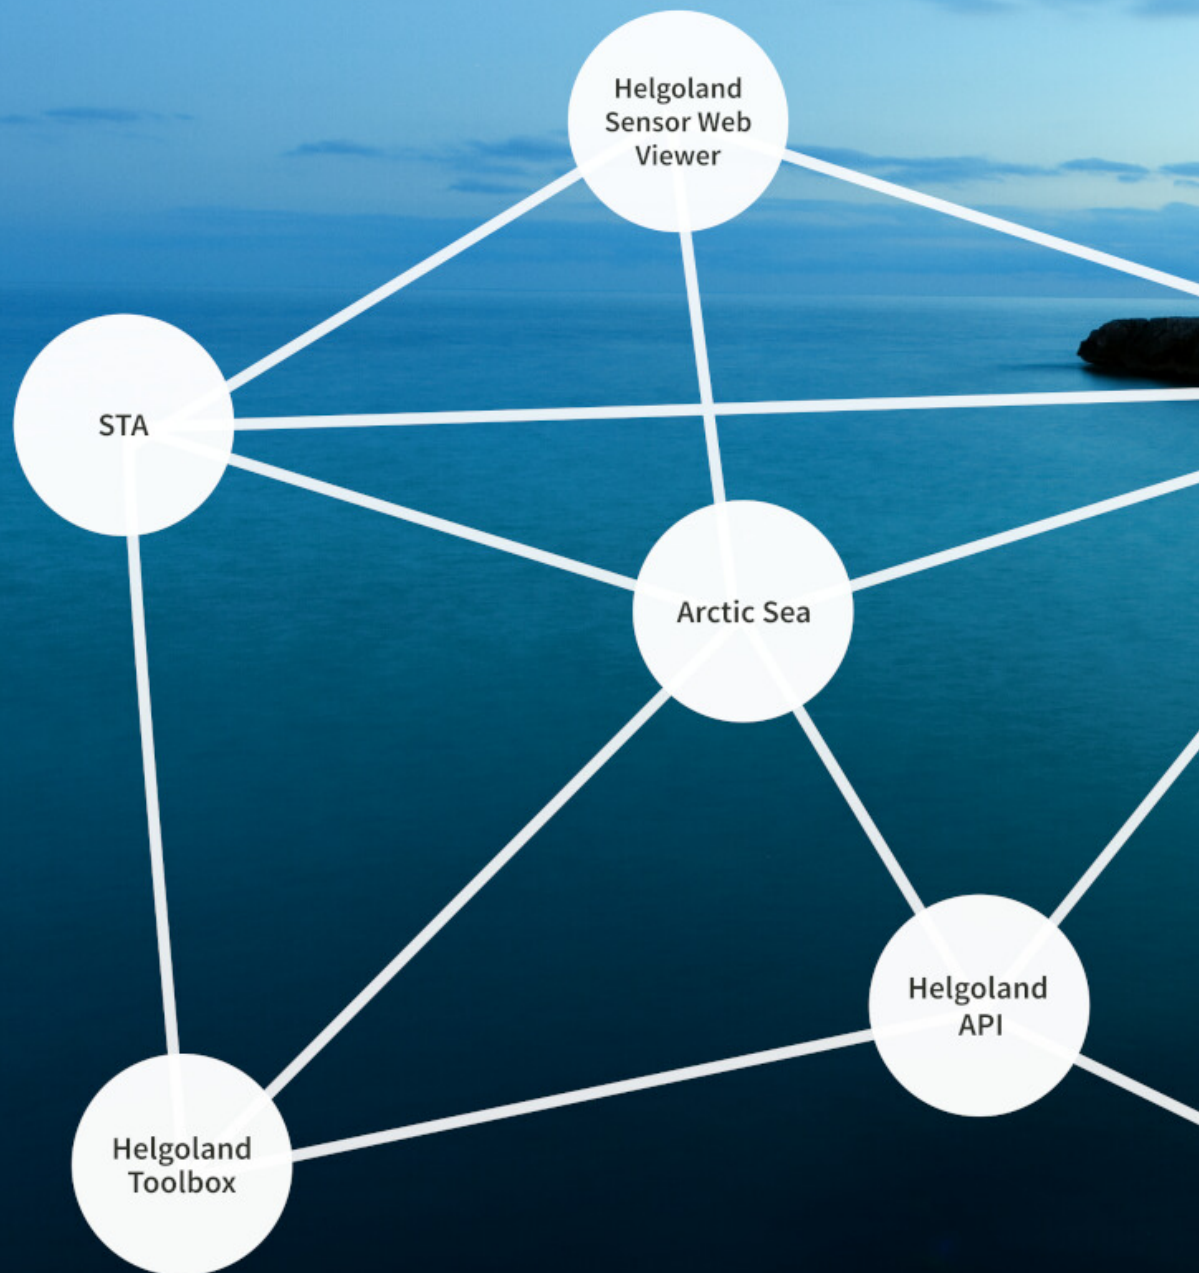 Helgoland
Sensor Web
Viewer
STA
Arctic Sea
Helgoland
API
Helgoland
Toolbox